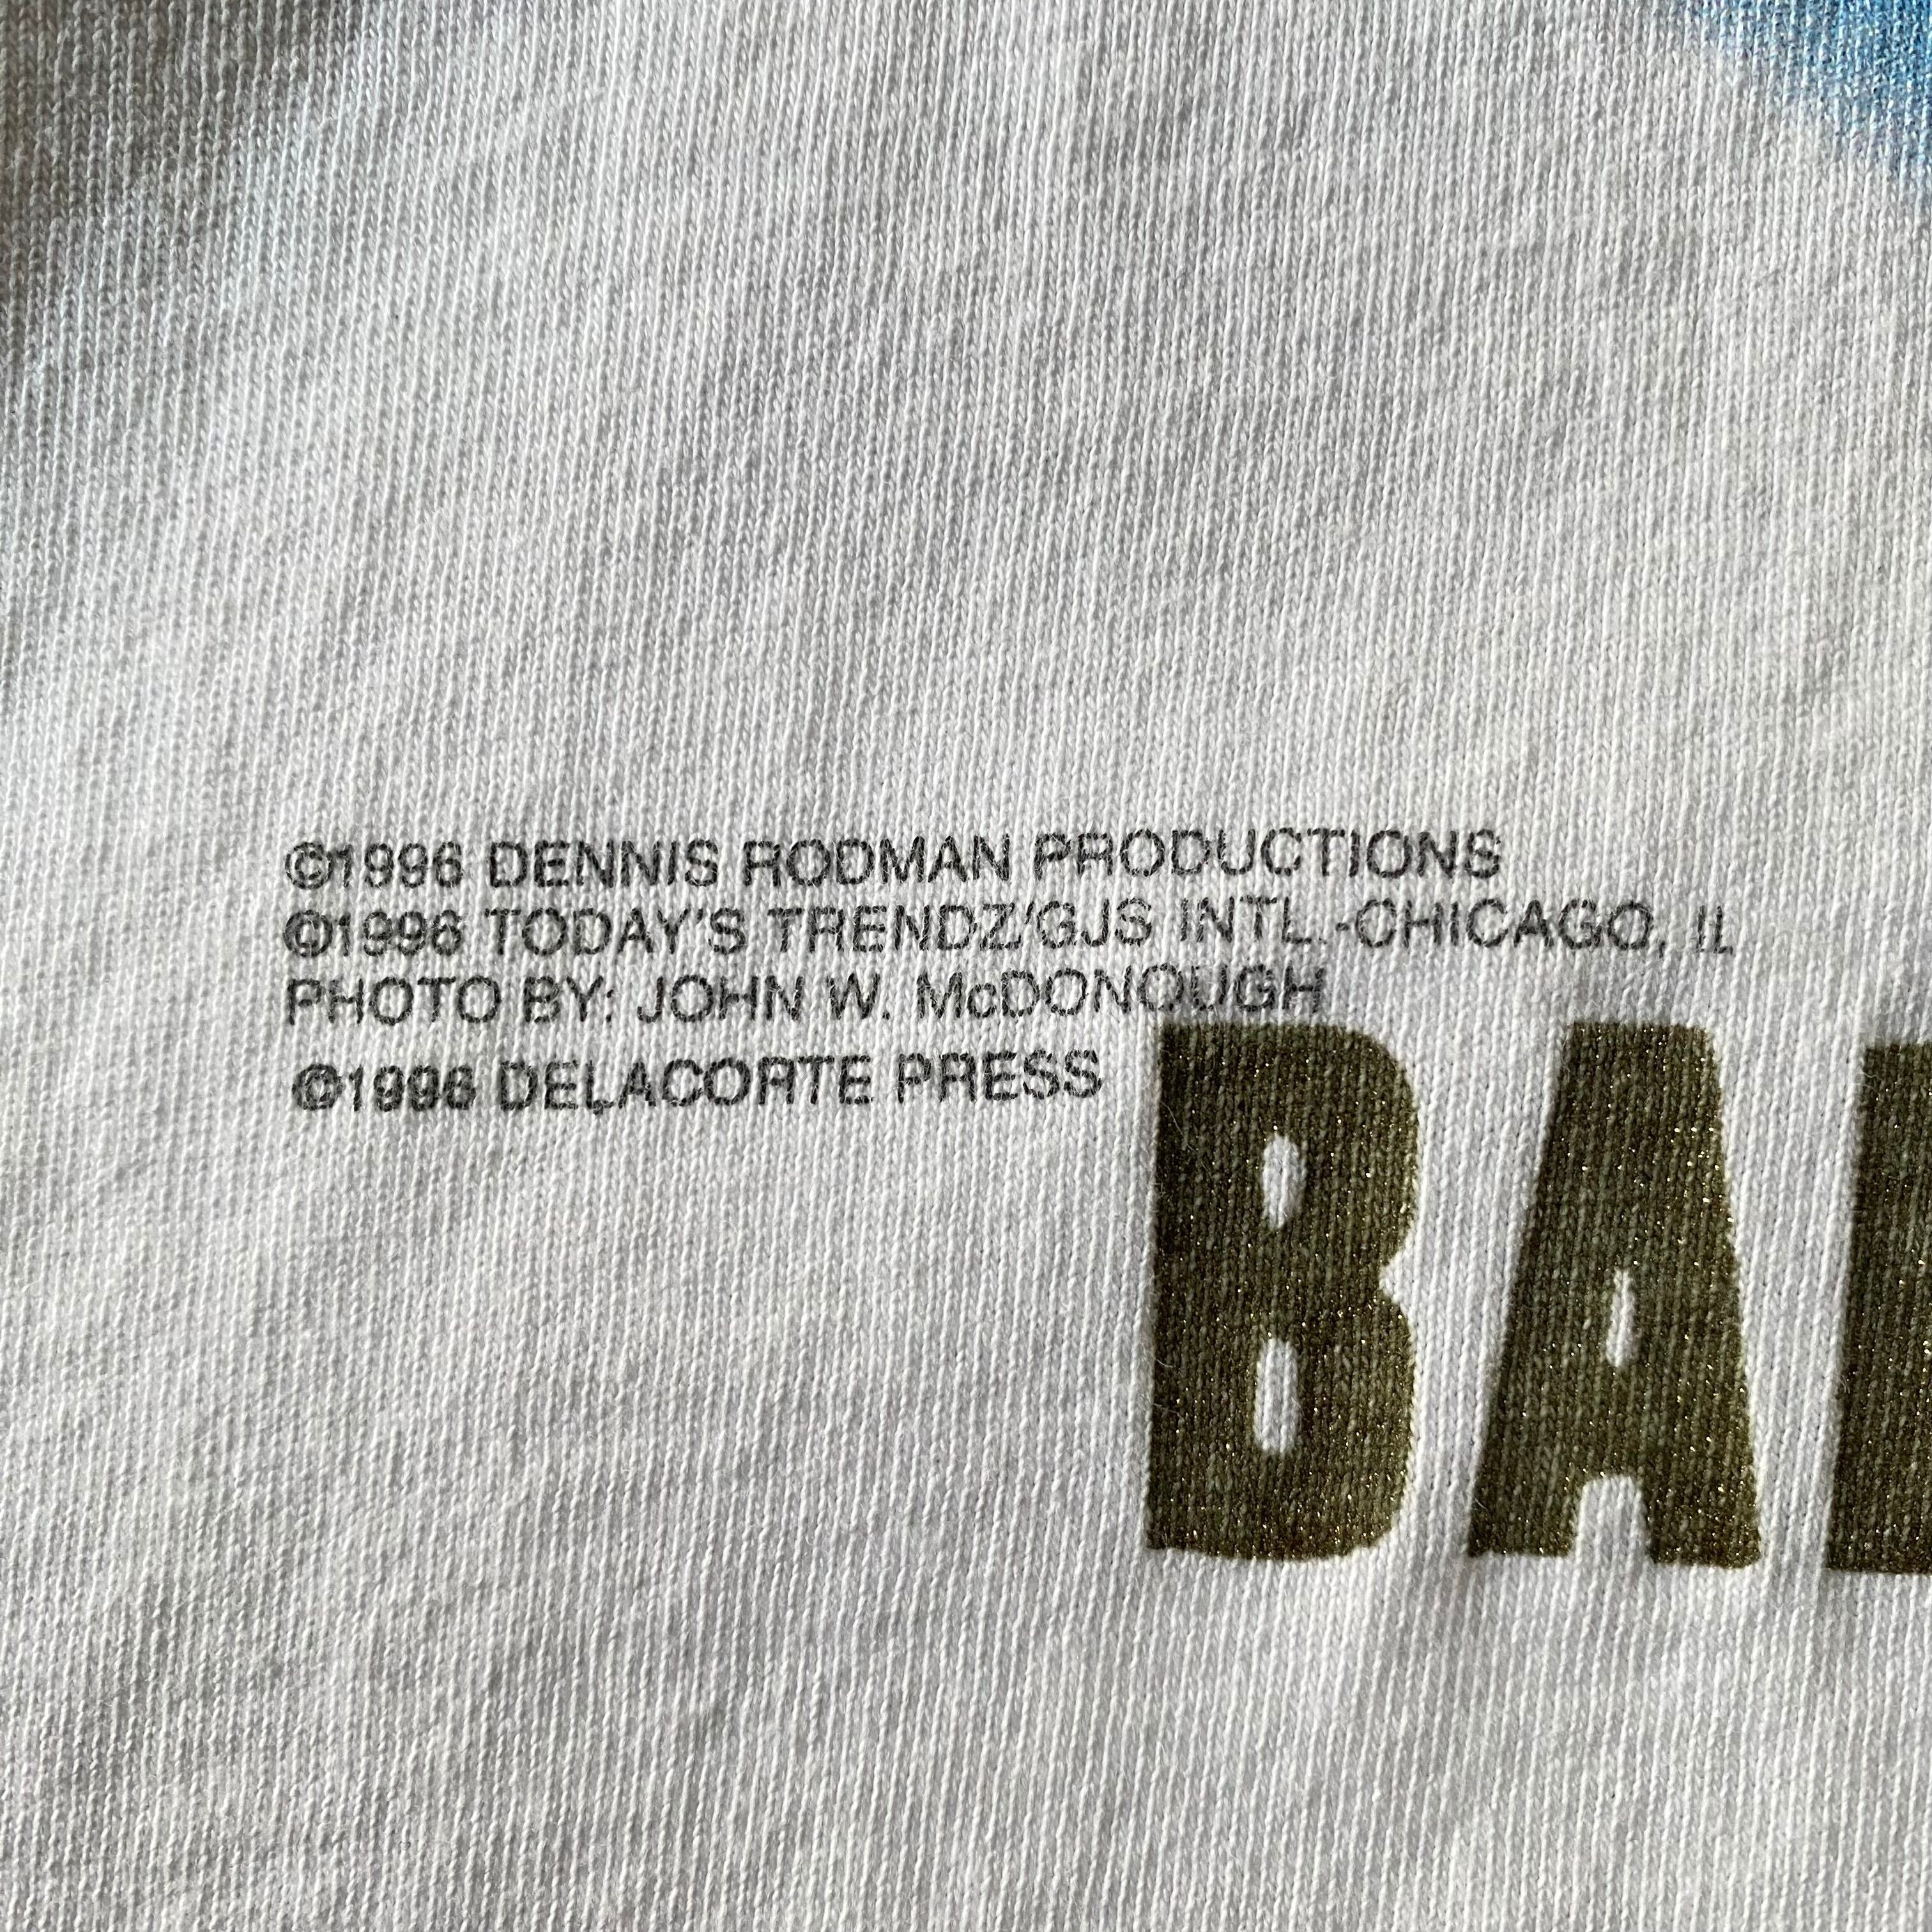 ©1996 DENNIS RODMAN PRODUCTIONS
©1996 TODAY'S TRENDZ/GJS INTL.-CHICAGO, IL
PHOTO BY: JOHN W. McDONOUGH
©1996 DELACORTE PRESS
BA